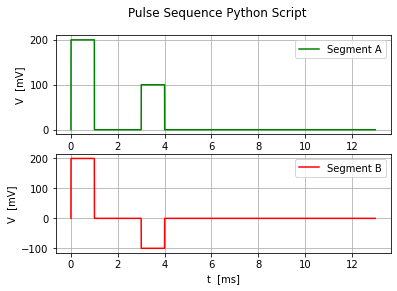 Pulse Sequence Python Script
200
100
0
V [mV]
Segment A
0 2 4 6 8 10 12
200
100
0
−100
V [mV]
Segment B
0 2 4 6 8 10 12
t [ms]